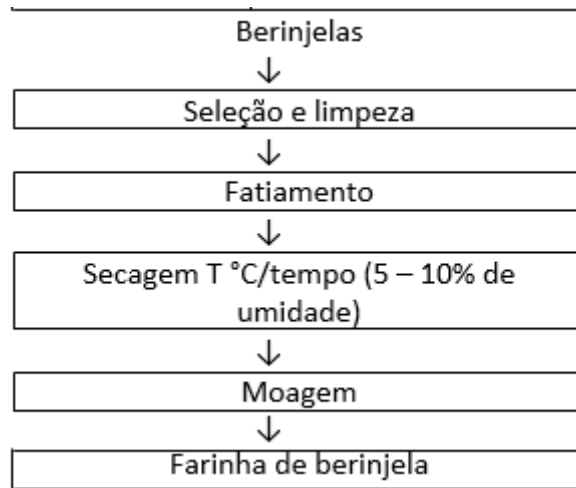 Berinjelas
↓
Seleção e limpeza
↓
Fatiamento
↓
Secagem T °C/tempo (5 – 10% de
umidade)
↓
Moagem
↓
Farinha de berinjela